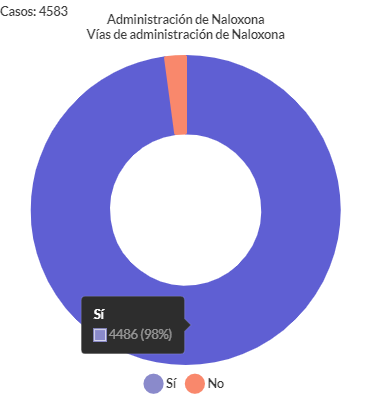 Casos: 4583
Administración de Naloxona
Vías de administración de Naloxona
Sí
4486 (98%)
Sí No